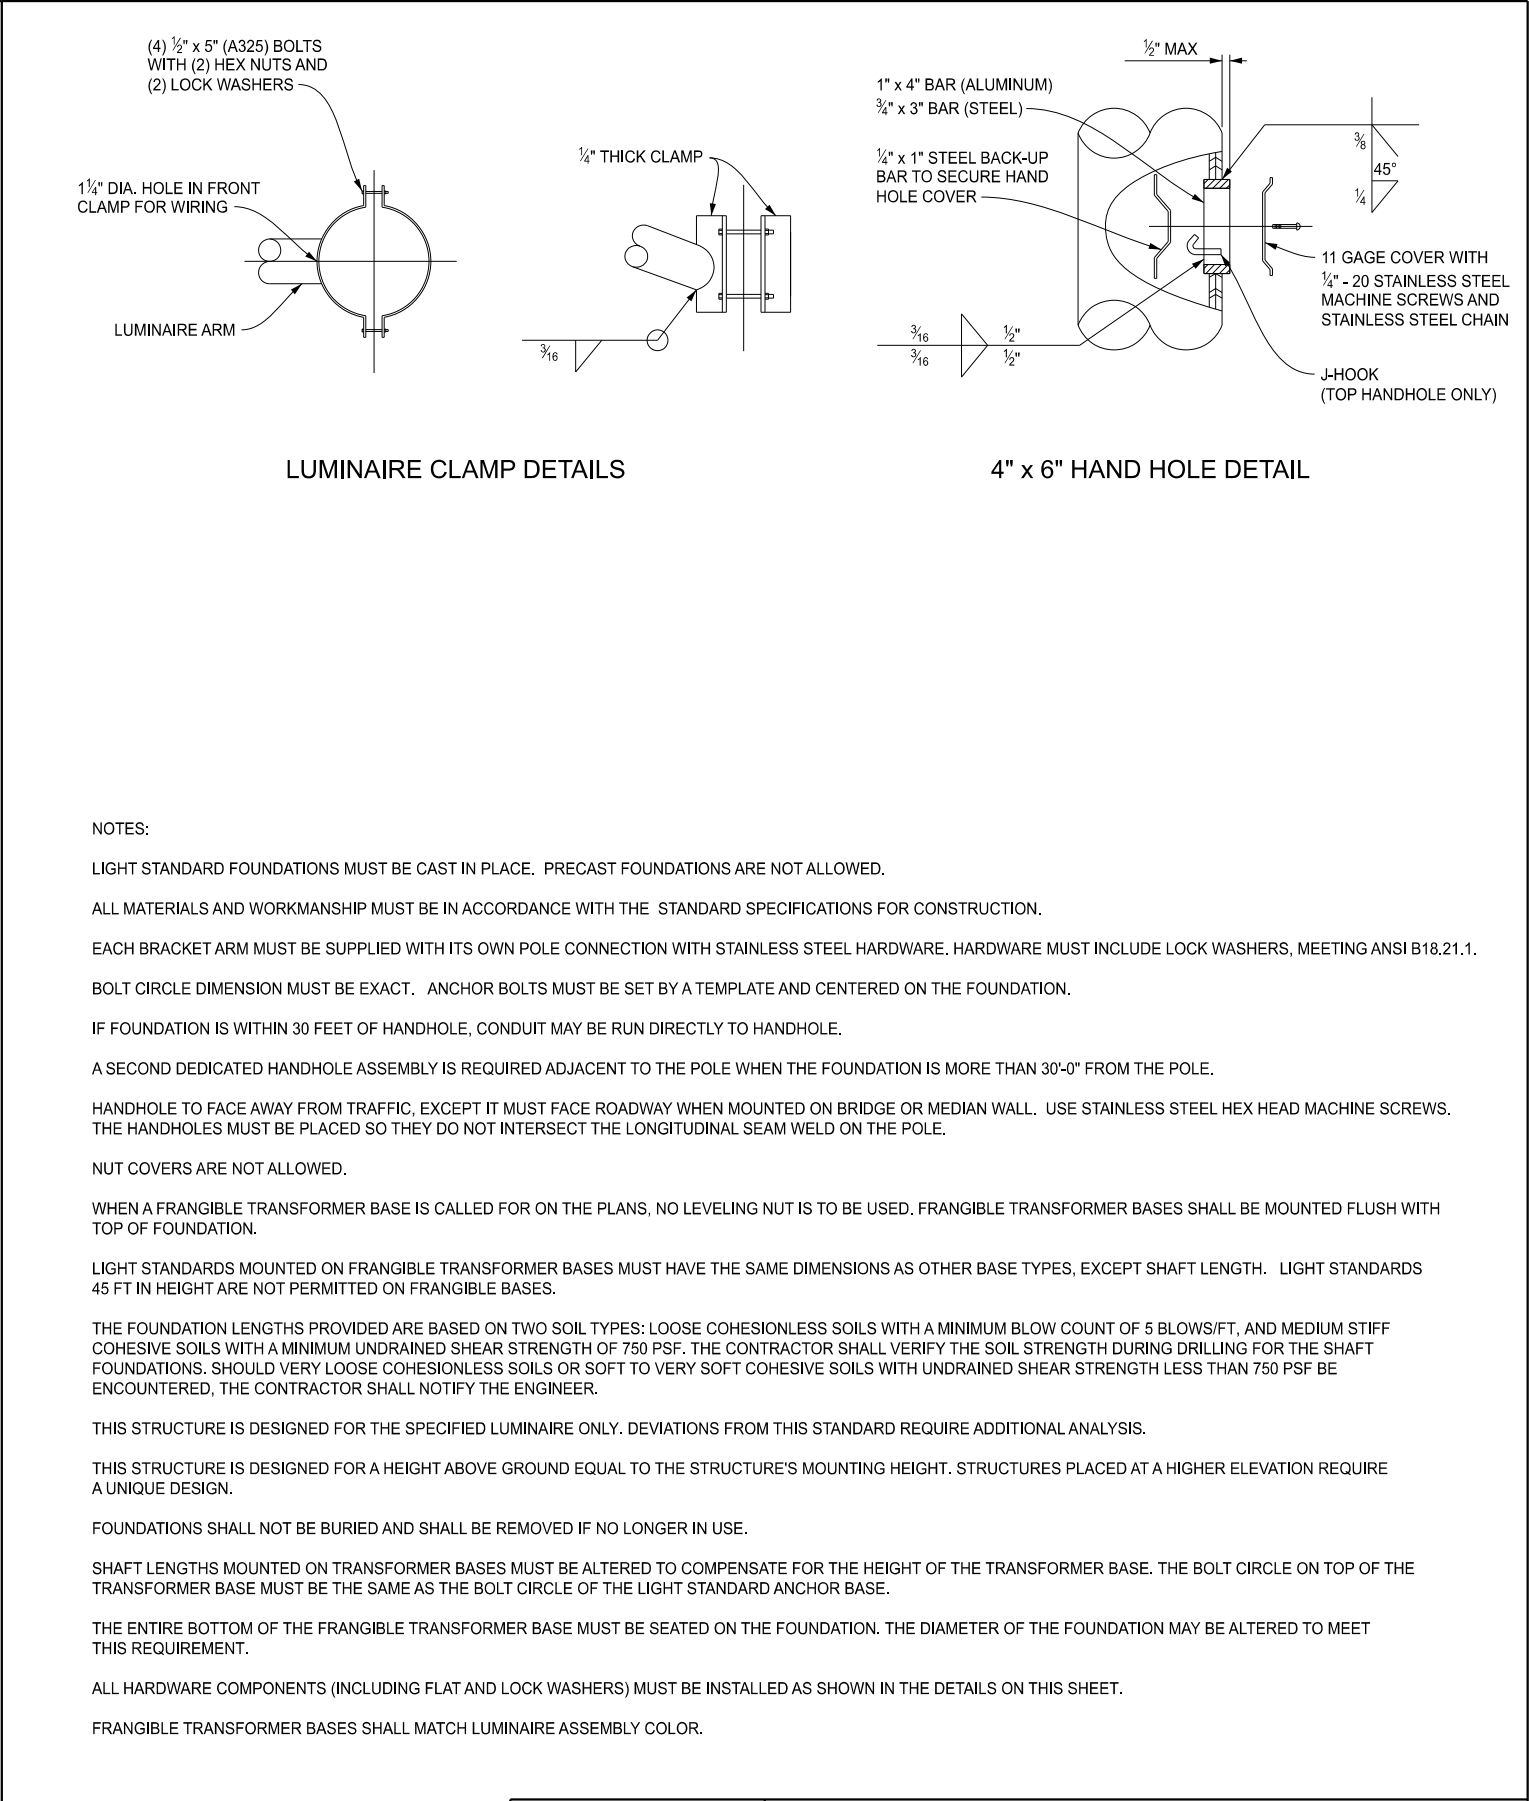 (4) ½" x 5" (A325) BOLTS
WITH (2) HEX NUTS AND
(2) LOCK WASHERS
1¼" DIA. HOLE IN FRONT
CLAMP FOR WIRING
LUMINAIRE ARM
¼" THICK CLAMP
3/16
LUMINAIRE CLAMP DETAILS
½" MAX
1" x 4" BAR (ALUMINUM)
¾" x 3" BAR (STEEL)
¼" x 1" STEEL BACK-UP
BAR TO SECURE HAND
HOLE COVER
3/8
45°
1/4
11 GAGE COVER WITH
¼" - 20 STAINLESS STEEL
MACHINE SCREWS AND
STAINLESS STEEL CHAIN
3/16 ½"
3/16 ½"
J-HOOK
(TOP HANDHOLE ONLY)
4" x 6" HAND HOLE DETAIL
NOTES:
LIGHT STANDARD FOUNDATIONS MUST BE CAST IN PLACE. PRECAST FOUNDATIONS ARE NOT ALLOWED.
ALL MATERIALS AND WORKMANSHIP MUST BE IN ACCORDANCE WITH THE STANDARD SPECIFICATIONS FOR CONSTRUCTION.
EACH BRACKET ARM MUST BE SUPPLIED WITH ITS OWN POLE CONNECTION WITH STAINLESS STEEL HARDWARE. HARDWARE MUST INCLUDE LOCK WASHERS, MEETING ANSI B18.21.1.
BOLT CIRCLE DIMENSION MUST BE EXACT. ANCHOR BOLTS MUST BE SET BY A TEMPLATE AND CENTERED ON THE FOUNDATION.
IF FOUNDATION IS WITHIN 30 FEET OF HANDHOLE, CONDUIT MAY BE RUN DIRECTLY TO HANDHOLE.
A SECOND DEDICATED HANDHOLE ASSEMBLY IS REQUIRED ADJACENT TO THE POLE WHEN THE FOUNDATION IS MORE THAN 30'-0" FROM THE POLE.
HANDHOLE TO FACE AWAY FROM TRAFFIC, EXCEPT IT MUST FACE ROADWAY WHEN MOUNTED ON BRIDGE OR MEDIAN WALL. USE STAINLESS STEEL HEX HEAD MACHINE SCREWS.
THE HANDHOLES MUST BE PLACED SO THEY DO NOT INTERSECT THE LONGITUDINAL SEAM WELD ON THE POLE.
NUT COVERS ARE NOT ALLOWED.
WHEN A FRANGIBLE TRANSFORMER BASE IS CALLED FOR ON THE PLANS, NO LEVELING NUT IS TO BE USED. FRANGIBLE TRANSFORMER BASES SHALL BE MOUNTED FLUSH WITH
TOP OF FOUNDATION.
LIGHT STANDARDS MOUNTED ON FRANGIBLE TRANSFORMER BASES MUST HAVE THE SAME DIMENSIONS AS OTHER BASE TYPES, EXCEPT SHAFT LENGTH. LIGHT STANDARDS
45 FT IN HEIGHT ARE NOT PERMITTED ON FRANGIBLE BASES.
THE FOUNDATION LENGTHS PROVIDED ARE BASED ON TWO SOIL TYPES: LOOSE COHESIONLESS SOILS WITH A MINIMUM BLOW COUNT OF 5 BLOWS/FT, AND MEDIUM STIFF
COHESIVE SOILS WITH A MINIMUM UNDRAINED SHEAR STRENGTH OF 750 PSF. THE CONTRACTOR SHALL VERIFY THE SOIL STRENGTH DURING DRILLING FOR THE SHAFT
FOUNDATIONS. SHOULD VERY LOOSE COHESIONLESS SOILS OR SOFT TO VERY SOFT COHESIVE SOILS WITH UNDRAINED SHEAR STRENGTH LESS THAN 750 PSF BE
ENCOUNTERED, THE CONTRACTOR SHALL NOTIFY THE ENGINEER.
THIS STRUCTURE IS DESIGNED FOR THE SPECIFIED LUMINAIRE ONLY. DEVIATIONS FROM THIS STANDARD REQUIRE ADDITIONAL ANALYSIS.
THIS STRUCTURE IS DESIGNED FOR A HEIGHT ABOVE GROUND EQUAL TO THE STRUCTURE'S MOUNTING HEIGHT. STRUCTURES PLACED AT A HIGHER ELEVATION REQUIRE
A UNIQUE DESIGN.
FOUNDATIONS SHALL NOT BE BURIED AND SHALL BE REMOVED IF NO LONGER IN USE.
SHAFT LENGTHS MOUNTED ON TRANSFORMER BASES MUST BE ALTERED TO COMPENSATE FOR THE HEIGHT OF THE TRANSFORMER BASE. THE BOLT CIRCLE ON TOP OF THE
TRANSFORMER BASE MUST BE THE SAME AS THE BOLT CIRCLE OF THE LIGHT STANDARD ANCHOR BASE.
THE ENTIRE BOTTOM OF THE FRANGIBLE TRANSFORMER BASE MUST BE SEATED ON THE FOUNDATION. THE DIAMETER OF THE FOUNDATION MAY BE ALTERED TO MEET
THIS REQUIREMENT.
ALL HARDWARE COMPONENTS (INCLUDING FLAT AND LOCK WASHERS) MUST BE INSTALLED AS SHOWN IN THE DETAILS ON THIS SHEET.
FRANGIBLE TRANSFORMER BASES SHALL MATCH LUMINAIRE ASSEMBLY COLOR.